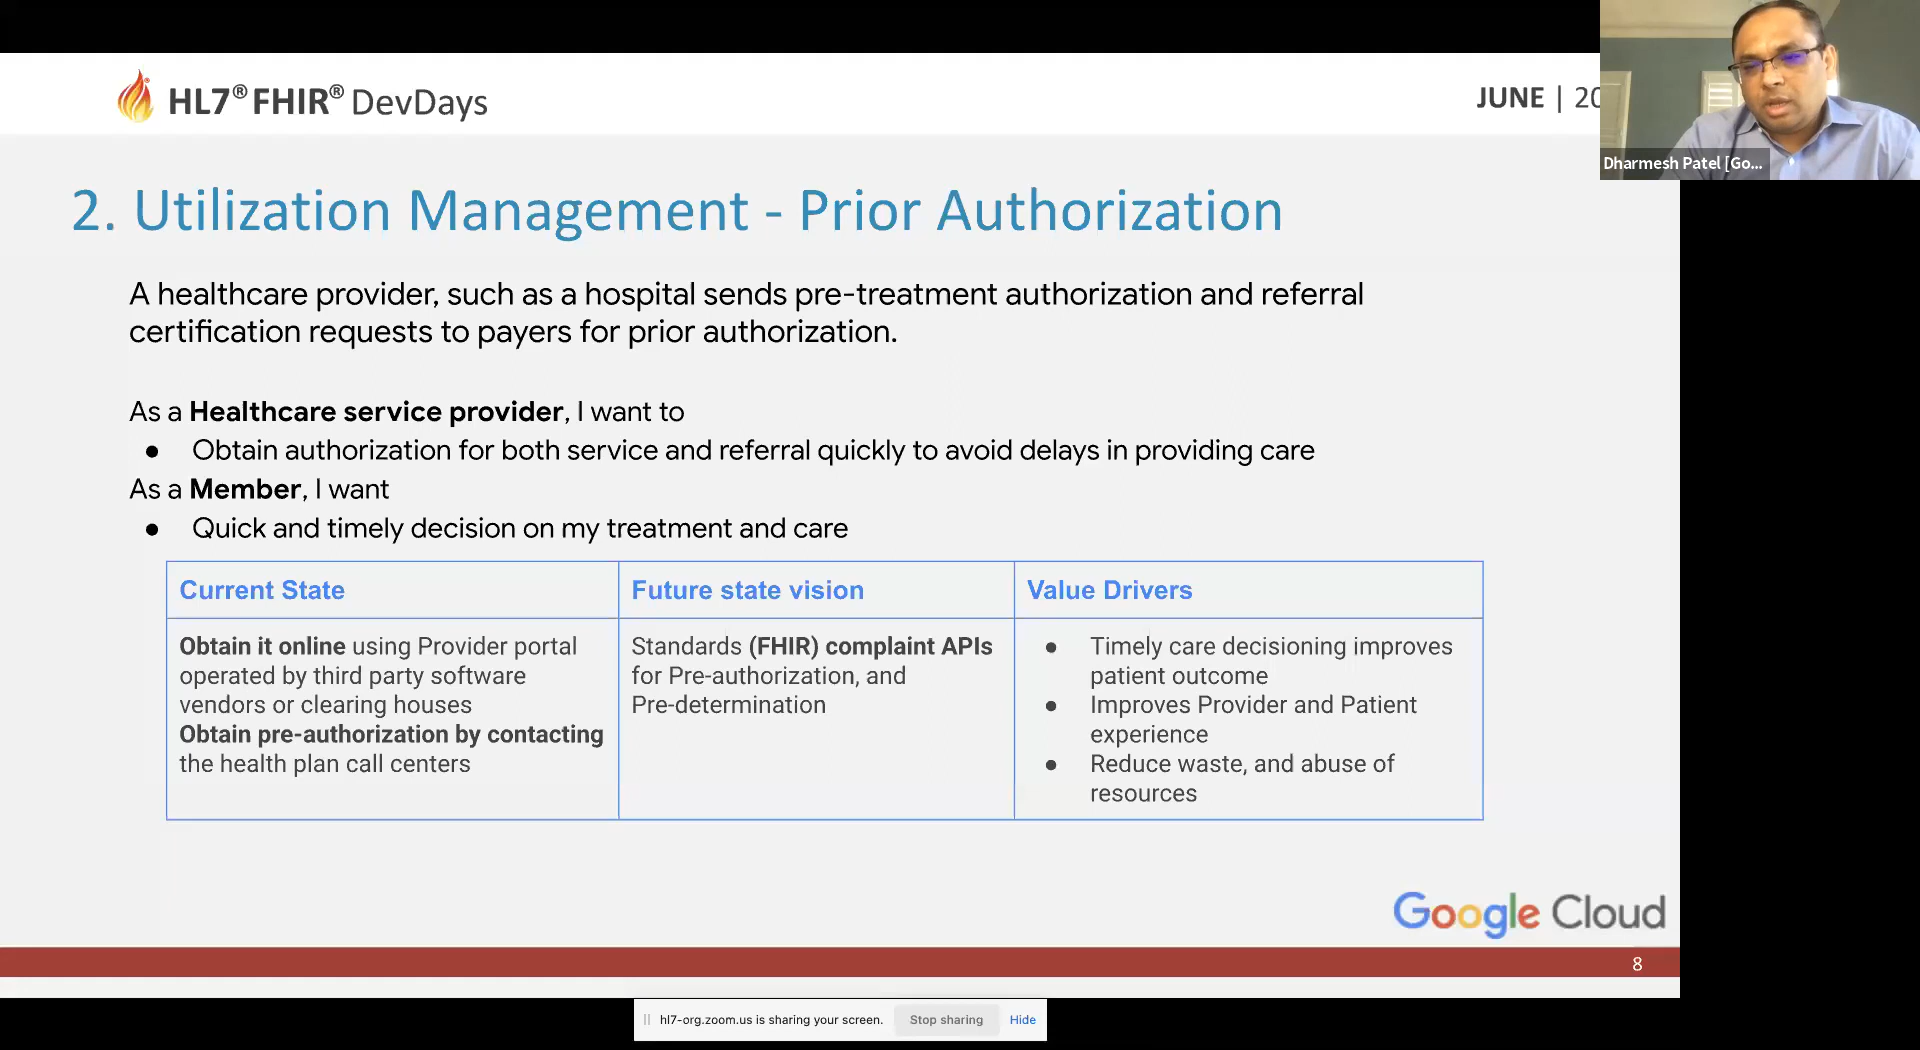 HL7® FHIR® DevDays
JUNE | 20
Dharmesh Patel [Go...
2. Utilization Management - Prior Authorization
A healthcare provider, such as a hospital sends pre-treatment authorization and referral
certification requests to payers for prior authorization.
As a Healthcare service provider, I want to
● Obtain authorization for both service and referral quickly to avoid delays in providing care
As a Member, I want
● Quick and timely decision on my treatment and care
Current State
Obtain it online using Provider portal
operated by third party software
vendors or clearing houses
Obtain pre-authorization by contacting
the health plan call centers
Future state vision
Standards (FHIR) complaint APIs
for Pre-authorization, and
Pre-determination
Value Drivers
● Timely care decisioning improves
patient outcome
● Improves Provider and Patient
experience
● Reduce waste, and abuse of
resources
Google Cloud
8
hl7-org.zoom.us is sharing your screen. Stop sharing Hide